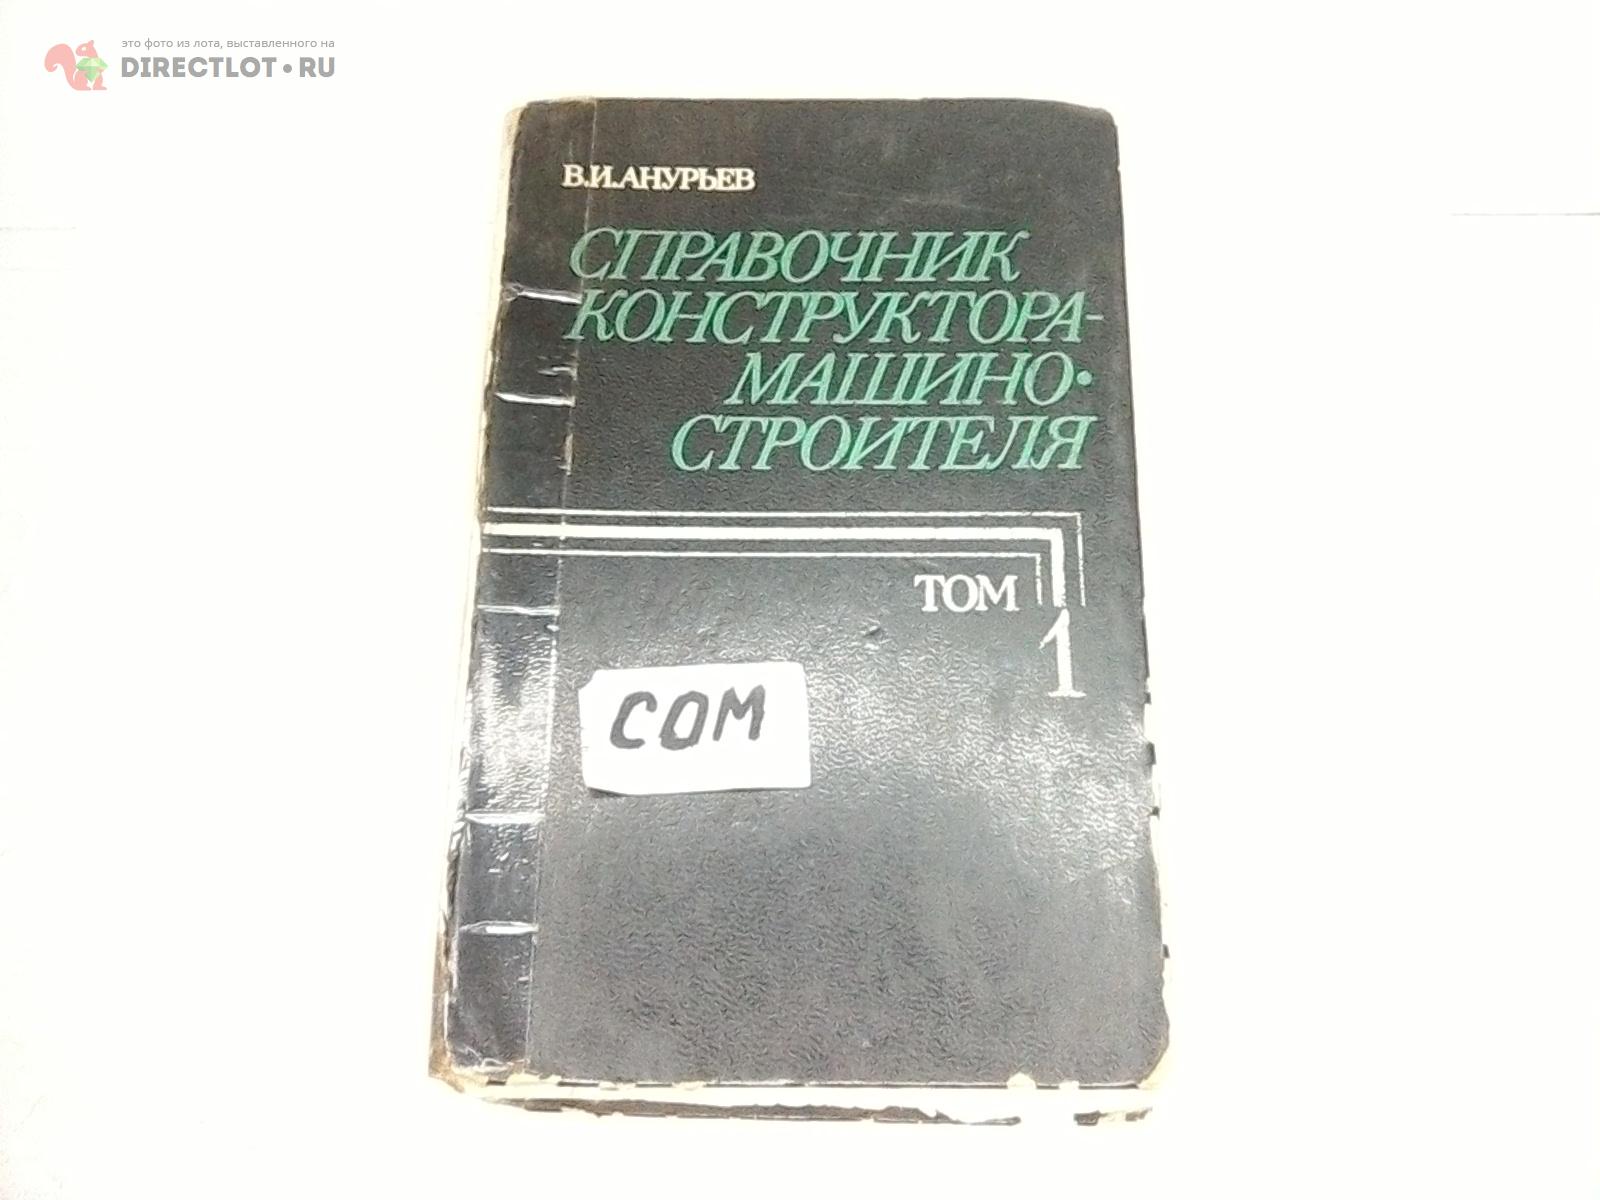 это фото из лота, выставленного на
DIRECTLOT•RU
В.И.АНУРЬЕВ
СПРАВОЧНИК
КОНСТРУКТОРА-
МАШИНО•
СТРОИТЕЛЯ
ТОМ
1
СОМ